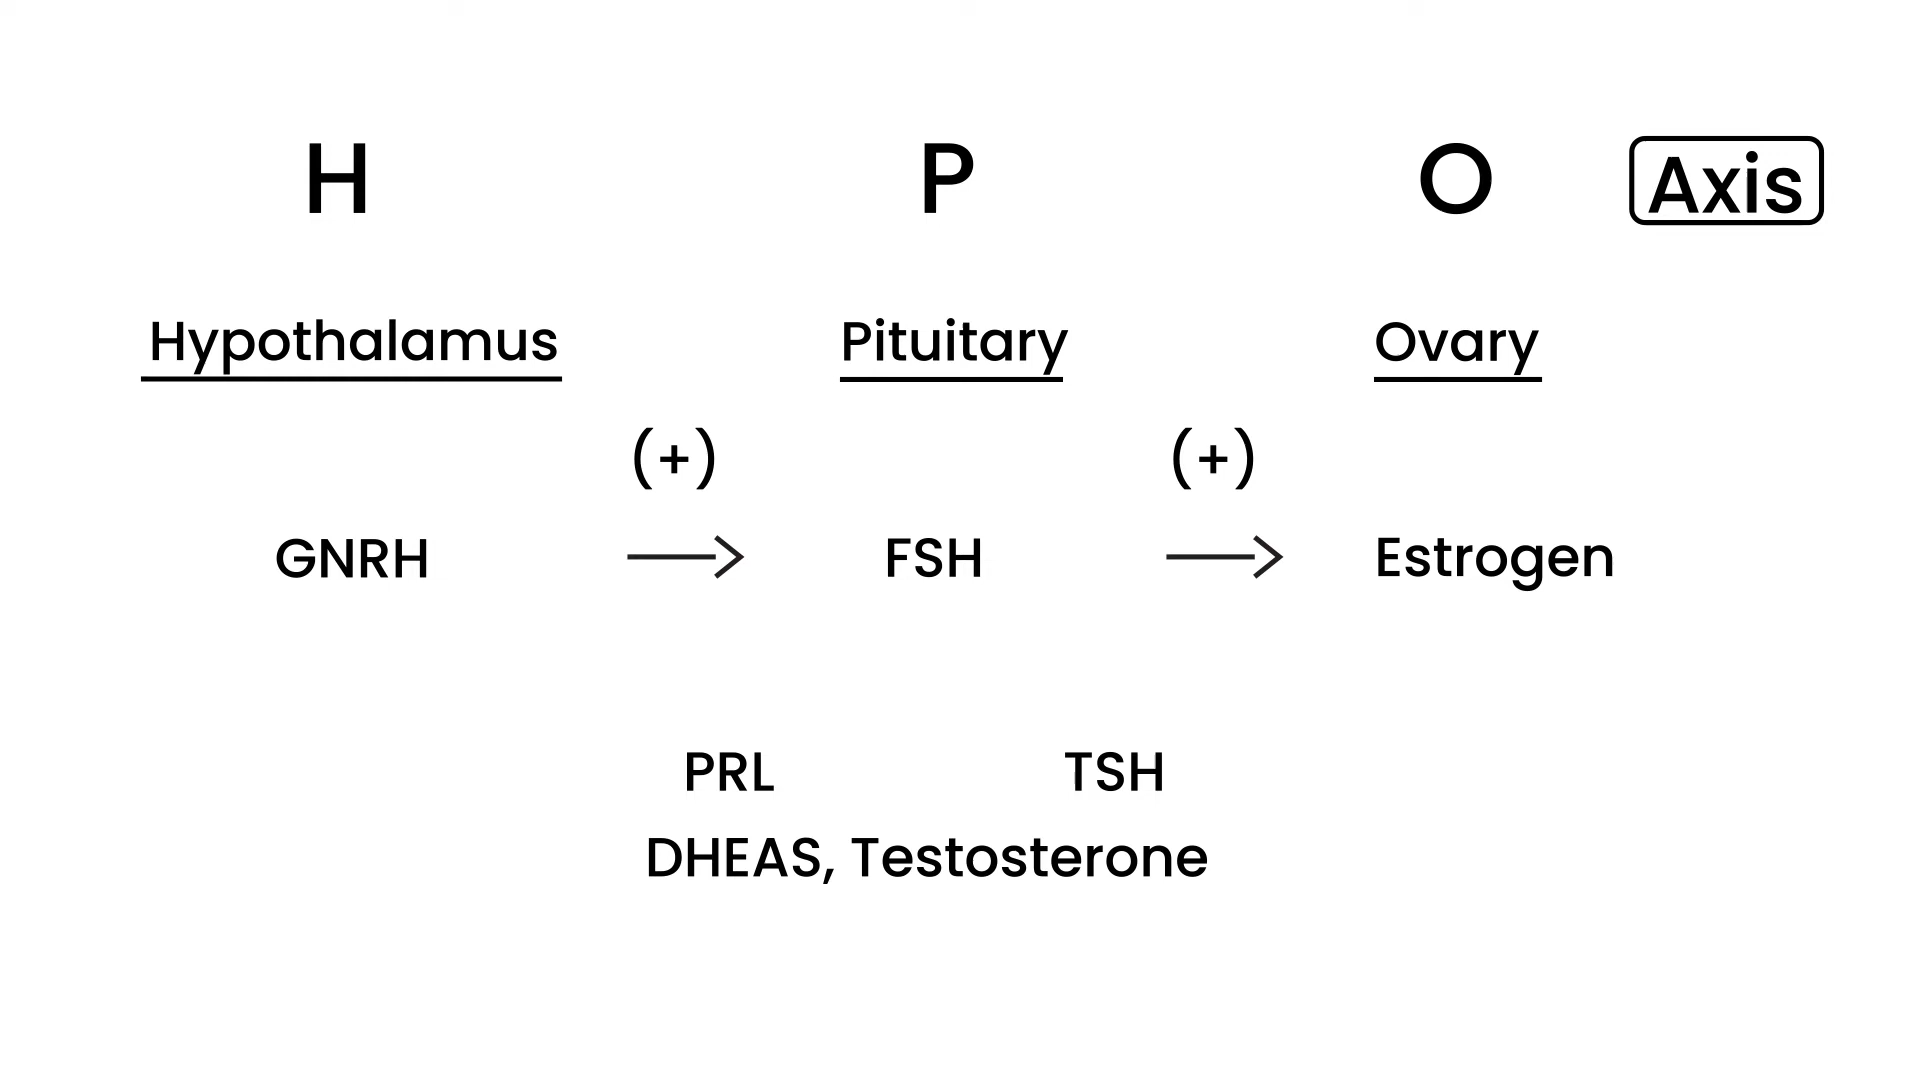 H P O Axis
Hypothalamus Pituitary Ovary
(+) (+)
GNRH FSH Estrogen
PRL TSH
DHEAS, Testosterone